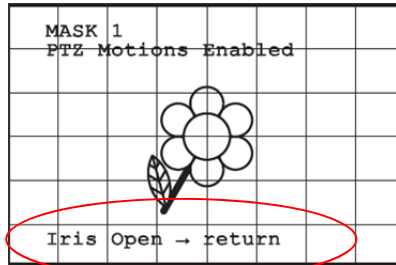 MASK 1
PTZ Motions Enabled
Iris Open → return